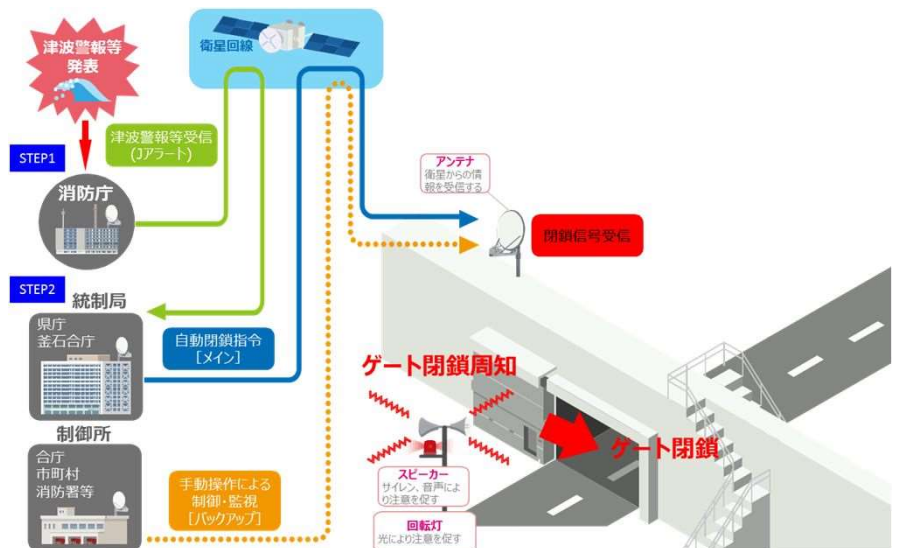 津波警報等
発表
衛星回線
津波警報等受信
(Jアラート)
STEP1
消防庁
アンテナ
衛星からの情
報を受信する
閉鎖信号受信
STEP2
統制局
県庁
釜石合庁
自動閉鎖指令
[メイン]
ゲート閉鎖周知
ゲート閉鎖
制御所
合庁
市町村
消防署等
手動操作による
制御・監視
[バックアップ]
スピーカー
サイレン、音声によ
り注意を促す
回転灯
光により注意を促す